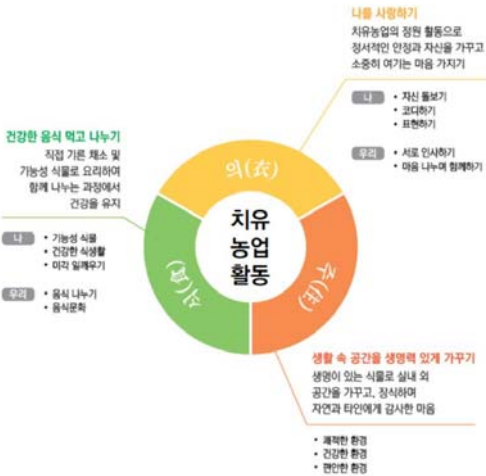 나를 사랑하기
치유농업의 정원 활동으로
정서적인 안정과 자신을 가꾸고
소중히 여기는 마음 가지기
나
• 자신 돌보기
• 코디하기
• 표현하기
우리
• 서로 인사하기
• 마음 나누며 함께하기
건강한 음식 먹고 나누기
직접 기른 채소 및
기능성 식물로 요리하여
함께 나누는 과정에서
건강을 유지
나
• 기능성 식물
• 건강한 식생활
• 미각 일깨우기
우리
• 음식 나누기
• 음식문화
의(衣)
식(食)
주(住)
치유
농업
활동
생활 속 공간을 생명력 있게 가꾸기
생명이 있는 식물로 실내 외
공간을 가꾸고, 장식하며
자연과 타인에게 감사한 마음
• 쾌적한 환경
• 건강한 환경
• 편안한 환경